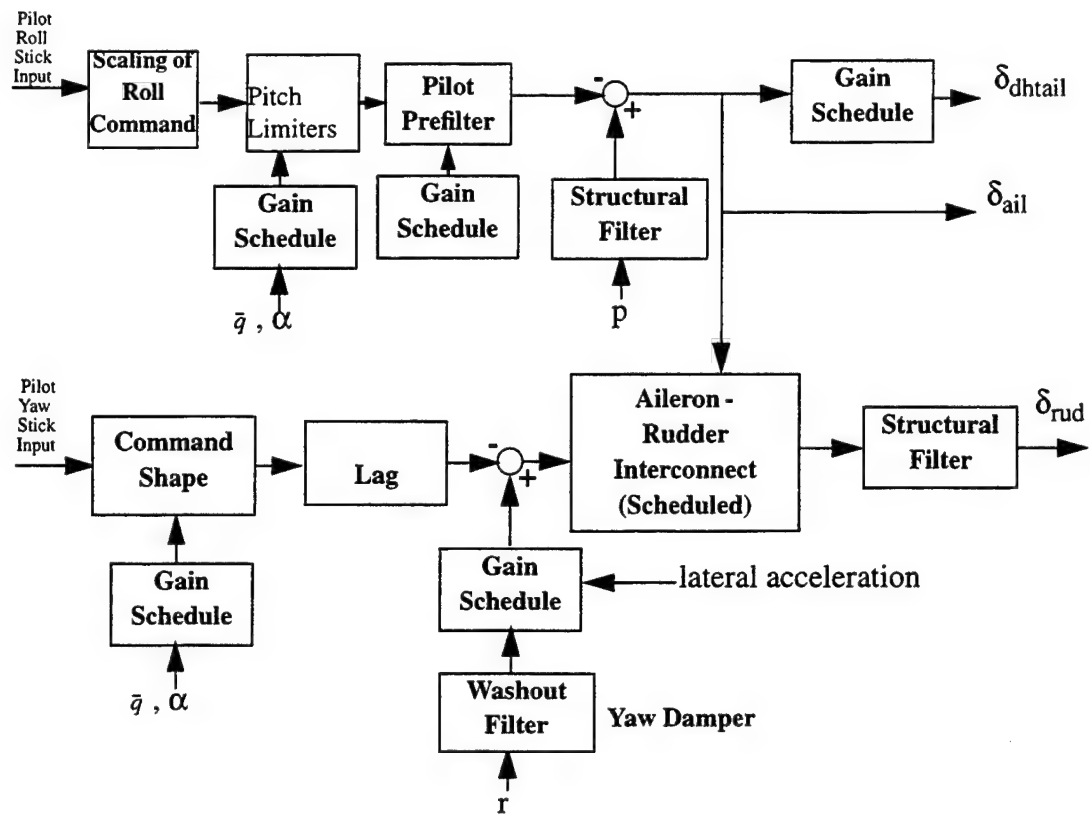 Pilot
Roll
Stick
Input
Scaling of
Roll
Command
Pitch
Limiters
Pilot
Prefilter
-
+
Gain
Schedule
δdhtail
Gain
Schedule
Gain
Schedule
Structural
Filter
δail
q̄ , α
p
Pilot
Yaw
Stick
Input
Command
Shape
Lag
-
+
Aileron -
Rudder
Interconnect
(Scheduled)
Structural
Filter
δrud
Gain
Schedule
Gain
Schedule
lateral acceleration
q̄ , α
Washout
Filter
Yaw Damper
r